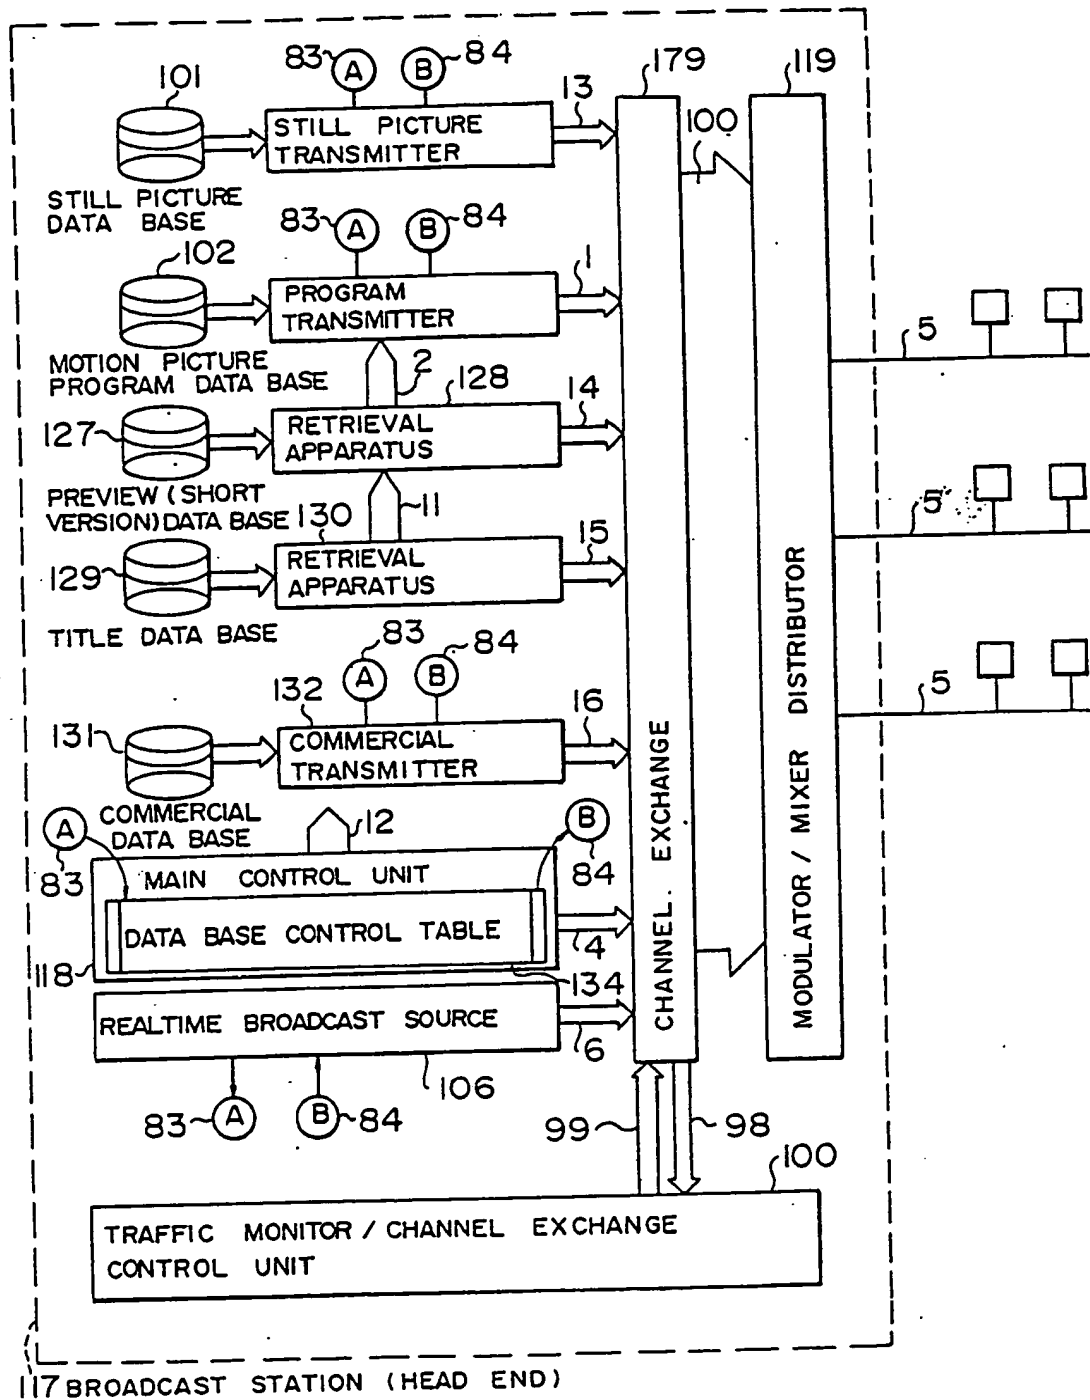 83 A B 84
179
119
101
13
100
STILL PICTURE
TRANSMITTER
STILL PICTURE
DATA BASE
83 A B 84
102
1
PROGRAM
TRANSMITTER
MOTION PICTURE
PROGRAM DATA BASE
2
128
14
5
127
RETRIEVAL
APPARATUS
PREVIEW (SHORT
VERSION) DATA BASE
130
11
15
5
129
RETRIEVAL
APPARATUS
TITLE DATA BASE
83
84
A B
132
16
5
131
COMMERCIAL
TRANSMITTER
COMMERCIAL
DATA BASE
A
83
12
B
84
MAIN CONTROL UNIT
DATA BASE CONTROL TABLE
4
118
134
REALTIME BROADCAST SOURCE
6
106
83 A B 84
99
98
100
CHANNEL. EXCHANGE
MODULATOR / MIXER DISTRIBUTOR
TRAFFIC MONITOR / CHANNEL EXCHANGE
CONTROL UNIT
117 BROADCAST STATION (HEAD END)